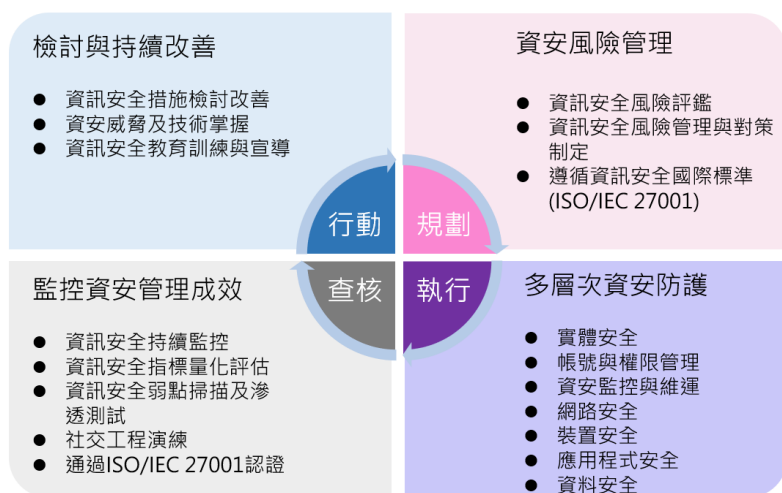 檢討與持續改善
● 資訊安全措施檢討改善
● 資安威脅及技術掌握
● 資訊安全教育訓練與宣導
資安風險管理
● 資訊安全風險評鑑
● 資訊安全風險管理與對策
制定
● 遵循資訊安全國際標準
(ISO/IEC 27001)
行動
規劃
查核
執行
監控資安管理成效
● 資訊安全持續監控
● 資訊安全指標量化評估
● 資訊安全弱點掃描及滲
透測試
● 社交工程演練
● 通過ISO/IEC 27001認證
多層次資安防護
● 實體安全
● 帳號與權限管理
● 資安監控與維運
● 網路安全
● 裝置安全
● 應用程式安全
● 資料安全